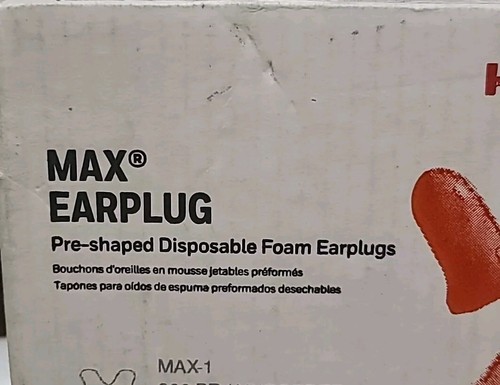 MAX®
EARPLUG
Pre-shaped Disposable Foam Earplugs
Bouchons d'oreilles en mousse jetables préformés
Tapones para oídos de espuma preformados desechables
MAX-1